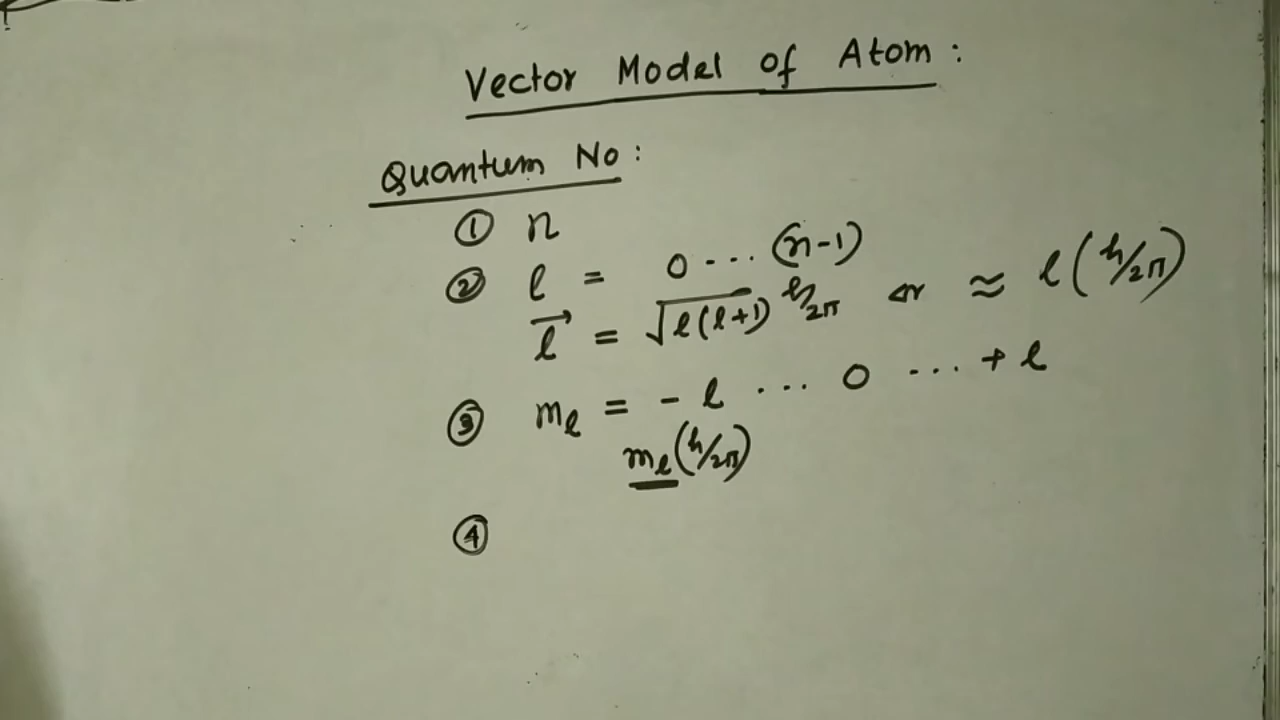 Vector Model of Atom :
Quantum No :
① n
② l = 0 --- (n-1)
l⃗ = √l(l+1) h/2π or ≈ l (h/2π)
③ ml = - l ... 0 ... + l
ml (h/2π)
④